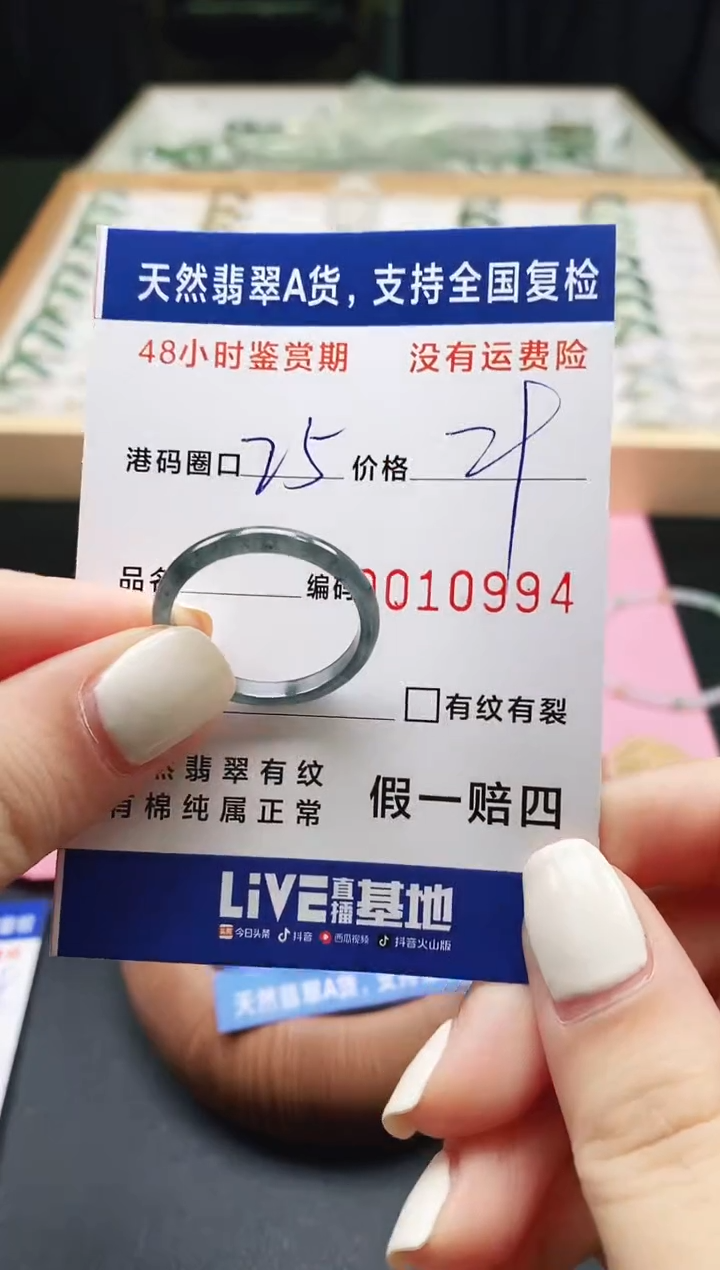 天然翡翠A货，支持全国复检
48小时鉴赏期 没有运费险
港码圈口 25 价格
品名 编码 0010994
有纹有裂
然翡翠有纹
有棉纯属正常
假一赔四
LiVE直播基地
今日头条 抖音 西瓜视频 抖音火山版
天然翡翠A货，支持